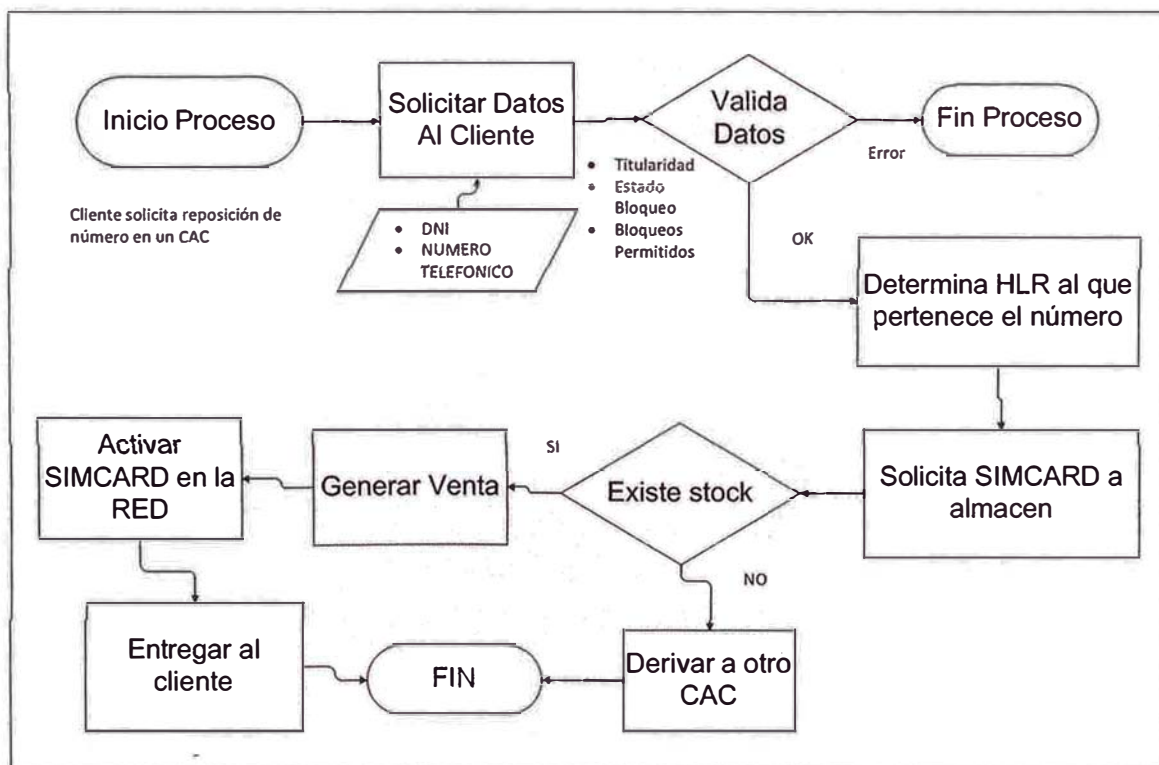 Inicio Proceso
Cliente solicita reposición de
número en un CAC
Solicitar Datos
Al Cliente
• DNI
• NUMERO
TELEFONICO
Valida
Datos
• Titularidad
• Estado
Bloqueo
• Bloqueos
Permitidos
Error
Fin Proceso
OK
Determina HLR al que
pertenece el número
Solicita SIMCARD a
almacen
Existe stock
SI
NO
Generar Venta
Activar
SIMCARD en la
RED
Entregar al
cliente
Derivar a otro
CAC
FIN